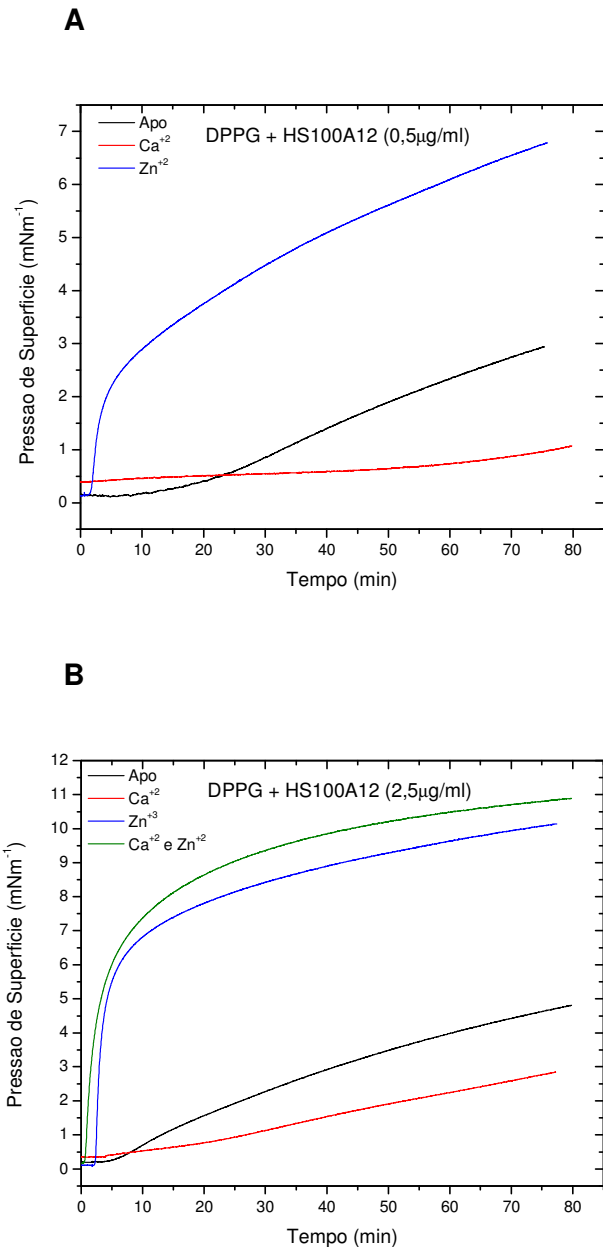 A
DPPG + HS100A12 (0,5μg/ml)
Apo
Ca+2
Zn+2
Pressao de Superficie (mNm-1)
7
6
5
4
3
2
1
0
0 10 20 30 40 50 60 70 80
Tempo (min)
B
DPPG + HS100A12 (2,5μg/ml)
Apo
Ca+2
Zn+3
Ca+2 e Zn+2
Pressao de Superficie (mNm-1)
12
11
10
9
8
7
6
5
4
3
2
1
0
0 10 20 30 40 50 60 70 80
Tempo (min)